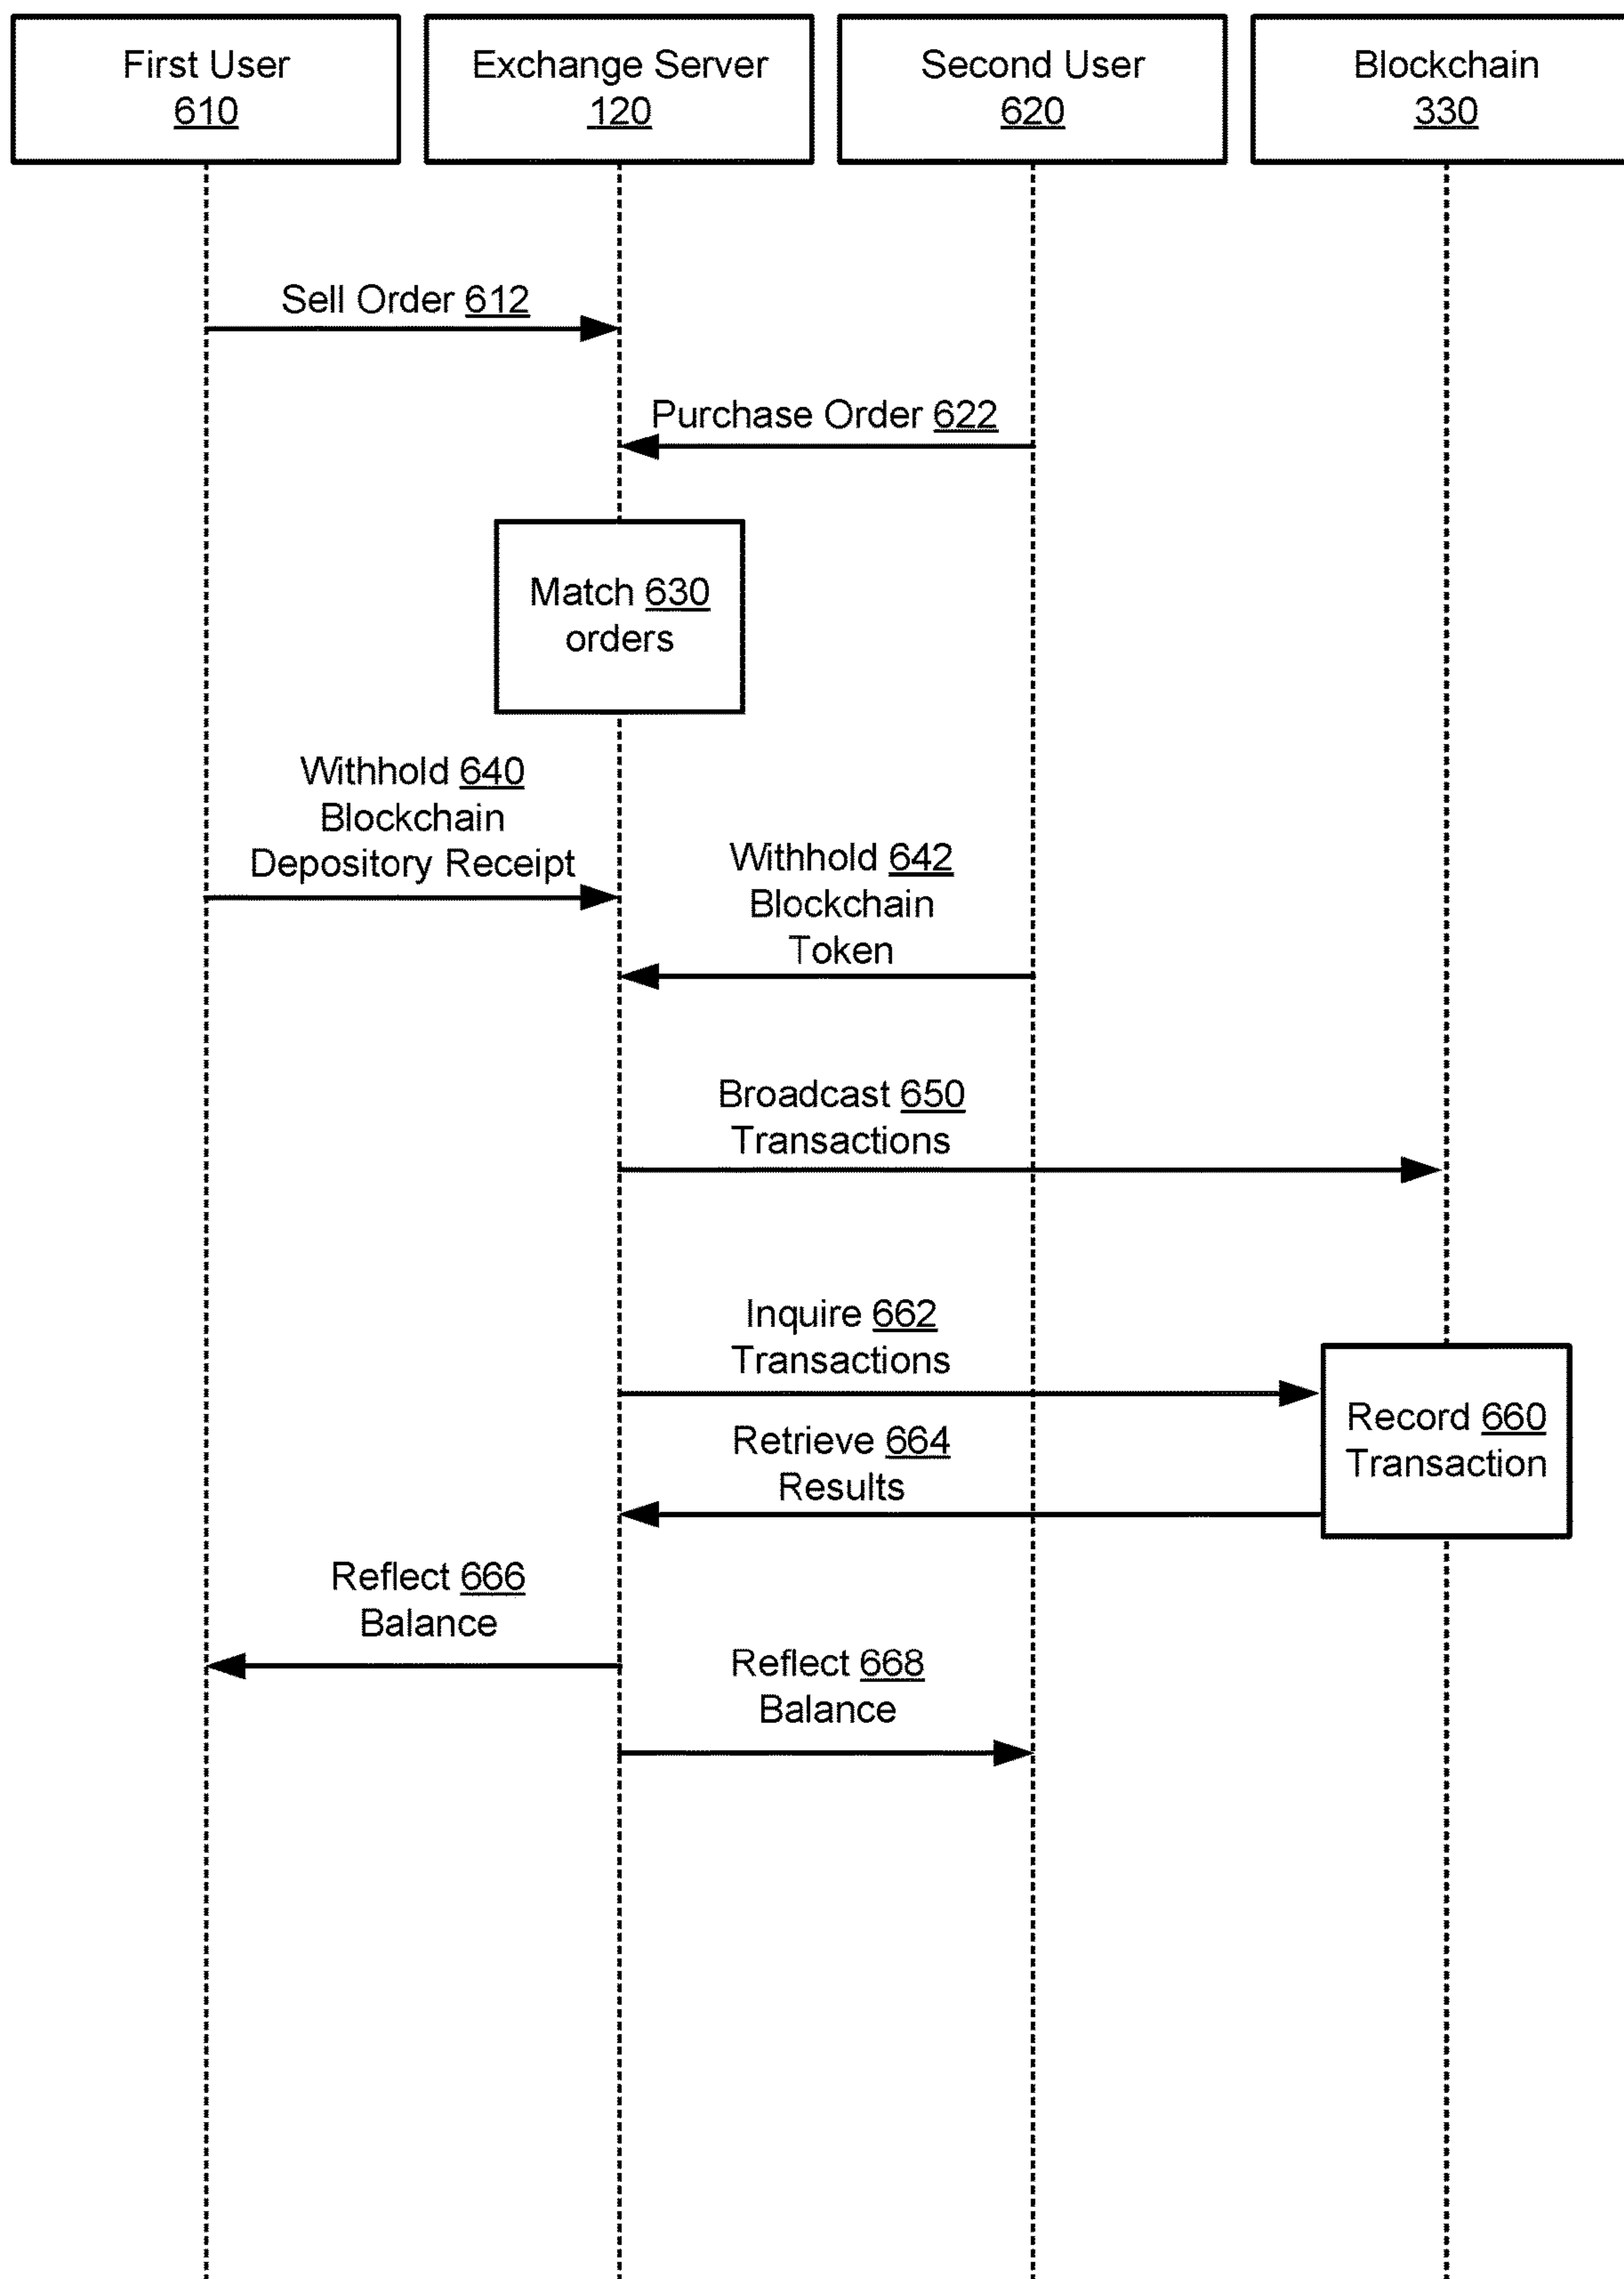 First User
610
Exchange Server
120
Second User
620
Blockchain
330
Sell Order 612
Purchase Order 622
Match 630
orders
Withhold 640
Blockchain
Depository Receipt
Withhold 642
Blockchain
Token
Broadcast 650
Transactions
Inquire 662
Transactions
Record 660
Transaction
Retrieve 664
Results
Reflect 666
Balance
Reflect 668
Balance